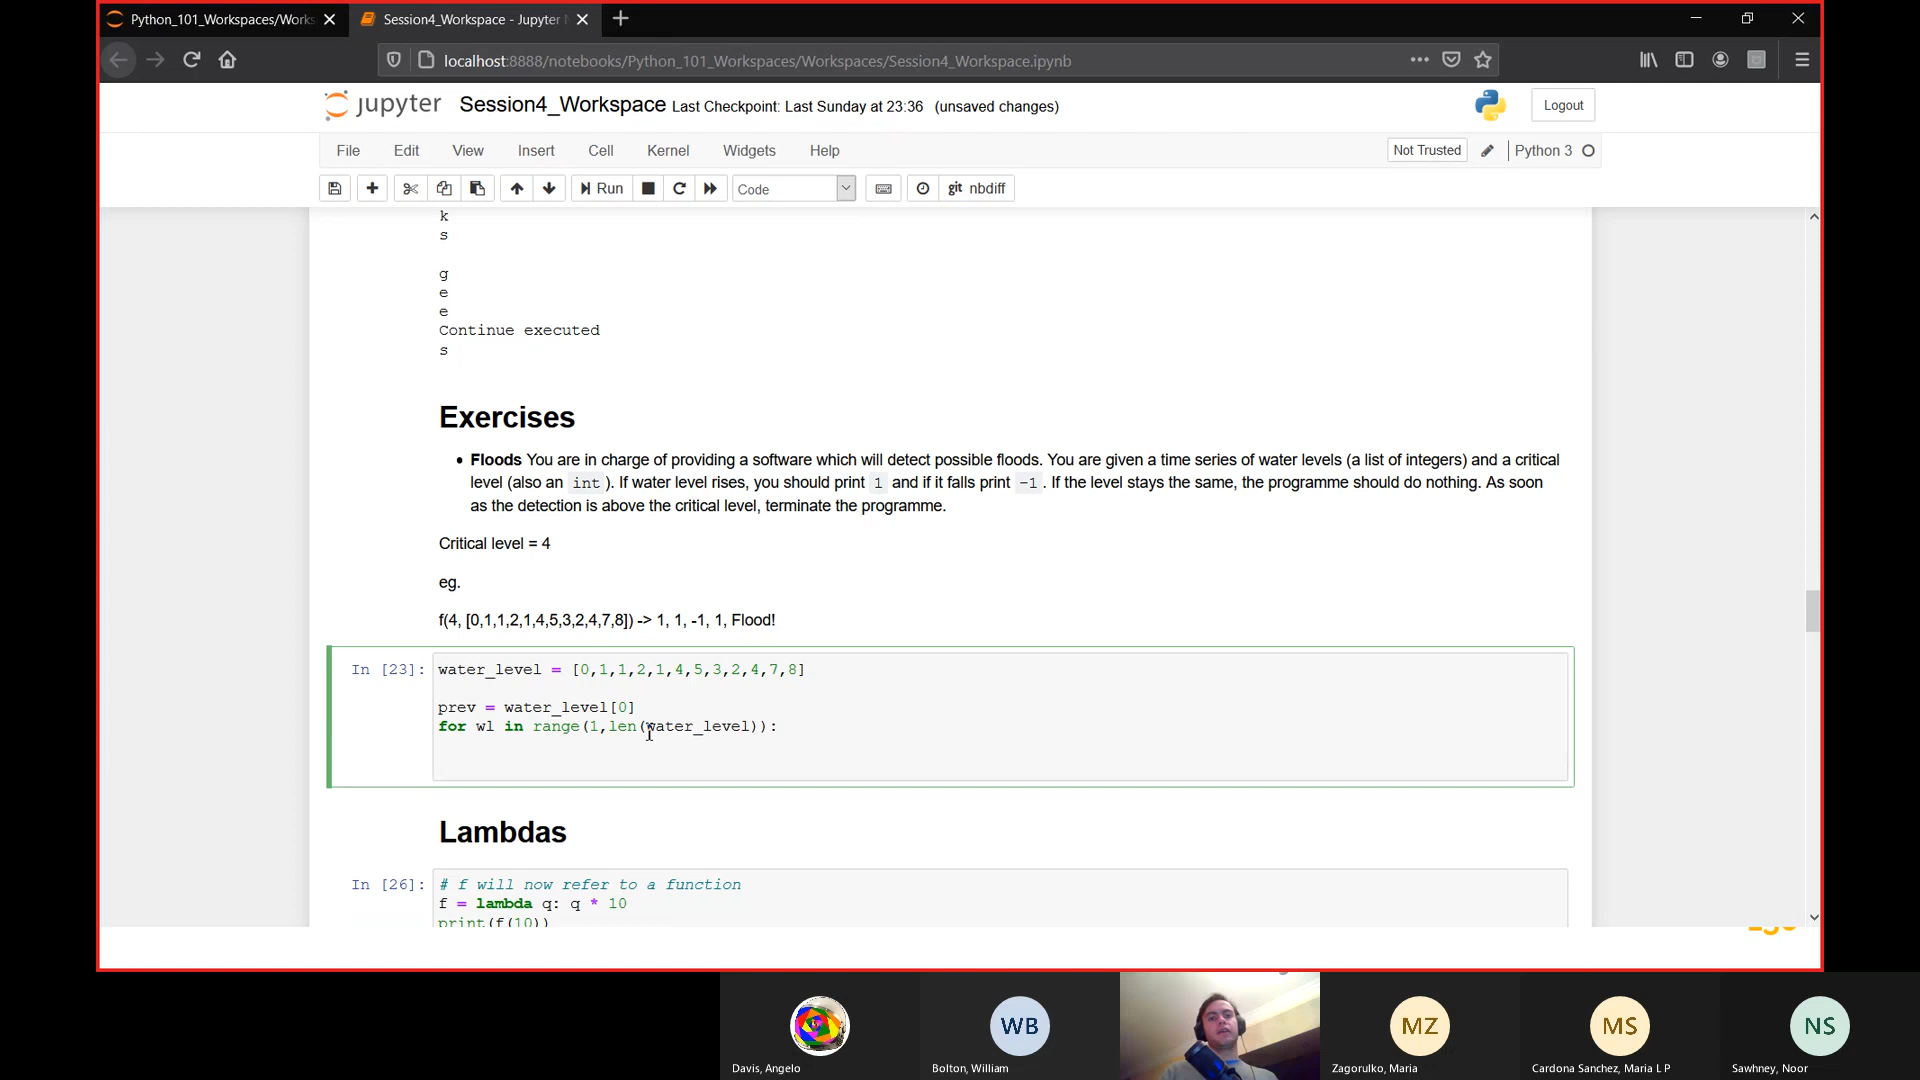 Python_101_Workspaces/Works
Session4_Workspace - Jupyter N
localhost:8888/notebooks/Python_101_Workspaces/Workspaces/Session4_Workspace.ipynb
jupyter Session4_Workspace Last Checkpoint: Last Sunday at 23:36 (unsaved changes)
Logout
File Edit View Insert Cell Kernel Widgets Help
Not Trusted Python 3
Run Code git nbdiff
k
s
g
e
e
Continue executed
s
Exercises
• Floods You are in charge of providing a software which will detect possible floods. You are given a time series of water levels (a list of integers) and a critical
level (also an int ). If water level rises, you should print 1 and if it falls print -1 . If the level stays the same, the programme should do nothing. As soon
as the detection is above the critical level, terminate the programme.
Critical level = 4
eg.
f(4, [0,1,1,2,1,4,5,3,2,4,7,8]) -> 1, 1, -1, 1, Flood!
In [23]: water_level = [0,1,1,2,1,4,5,3,2,4,7,8]
prev = water_level[0]
for wl in range(1,len(water_level)):
Lambdas
In [26]: # f will now refer to a function
f = lambda q: q * 10
print(f(10))
WB
MZ
MS
NS
Davis, Angelo
Bolton, William
Zagorulko, Maria
Cardona Sanchez, Maria L P
Sawhney, Noor